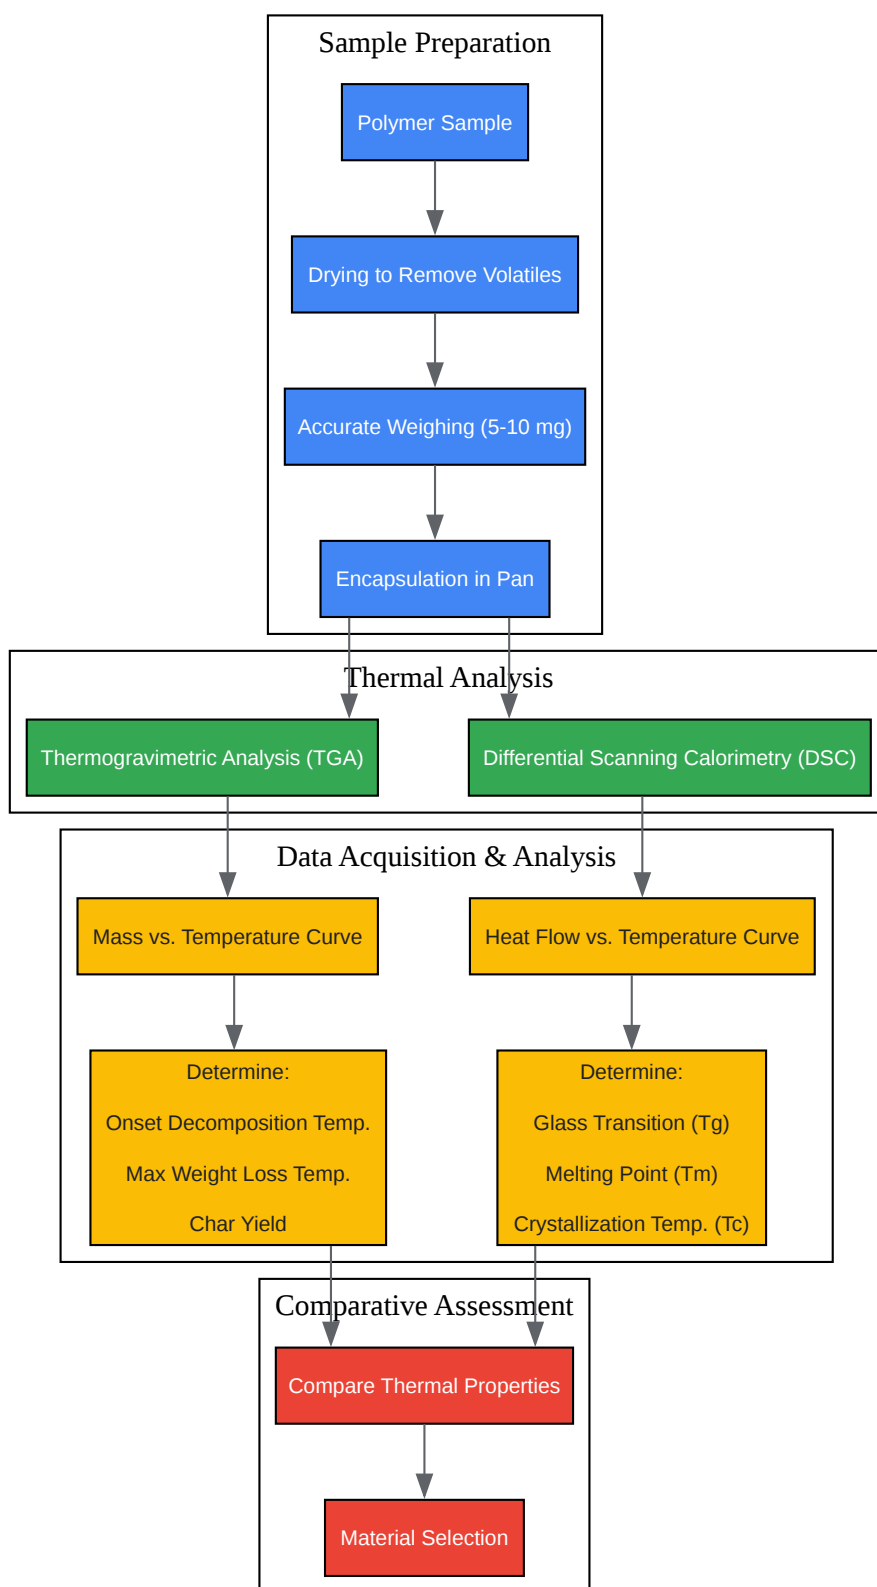 Sample Preparation
Polymer Sample
Drying to Remove Volatiles
Accurate Weighing (5-10 mg)
Encapsulation in Pan
Thermal Analysis
Thermogravimetric Analysis (TGA)
Differential Scanning Calorimetry (DSC)
Data Acquisition & Analysis
Mass vs. Temperature Curve
Heat Flow vs. Temperature Curve
Determine:
Onset Decomposition Temp.
Max Weight Loss Temp.
Char Yield
Determine:
Glass Transition (Tg)
Melting Point (Tm)
Crystallization Temp. (Tc)
Comparative Assessment
Compare Thermal Properties
Material Selection